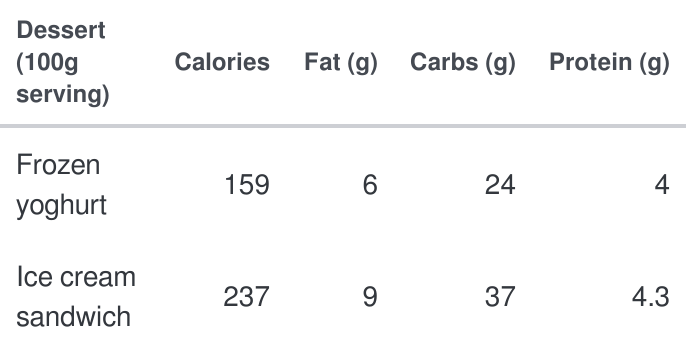 Dessert
(100g
serving)
Calories
Fat (g)
Carbs (g)
Protein (g)
Frozen
yoghurt
159
6
24
4
Ice cream
sandwich
237
9
37
4.3